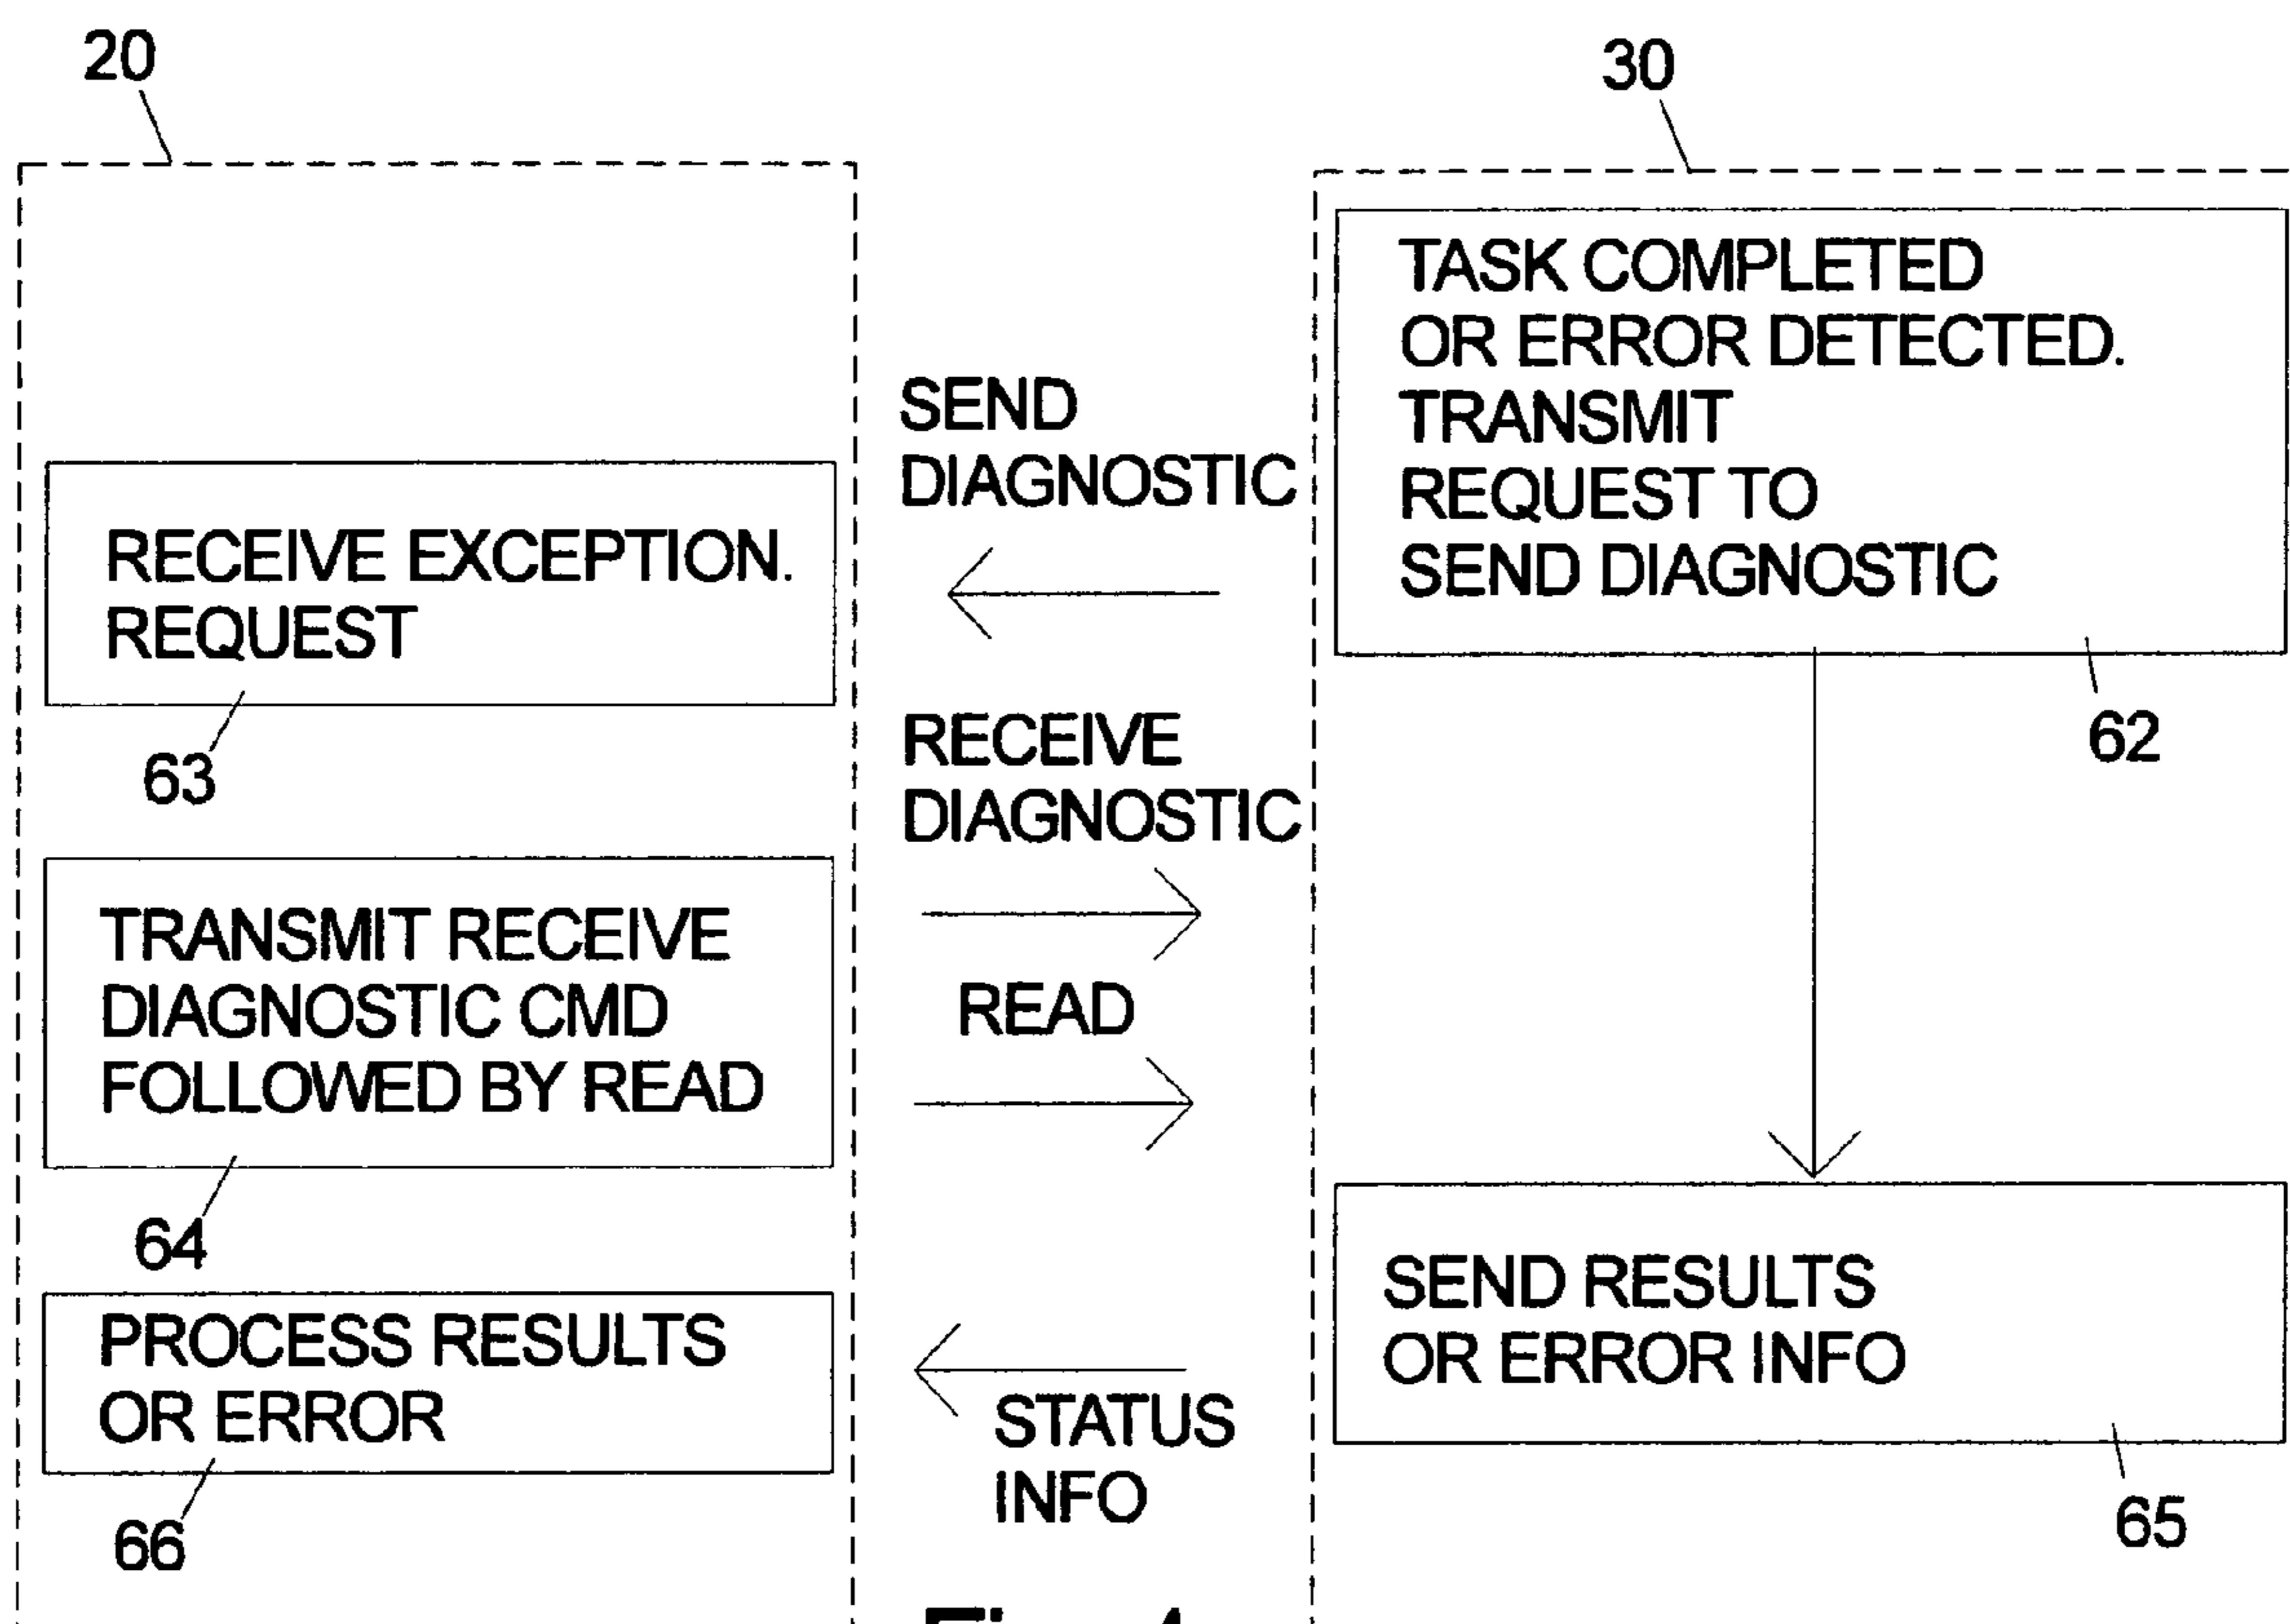 20
30
TASK COMPLETED
OR ERROR DETECTED.
TRANSMIT
REQUEST TO
SEND DIAGNOSTIC
62
SEND
DIAGNOSTIC
RECEIVE EXCEPTION.
REQUEST
63
RECEIVE
DIAGNOSTIC
TRANSMIT RECEIVE
DIAGNOSTIC CMD
FOLLOWED BY READ
64
READ
SEND RESULTS
OR ERROR INFO
65
STATUS
INFO
PROCESS RESULTS
OR ERROR
66